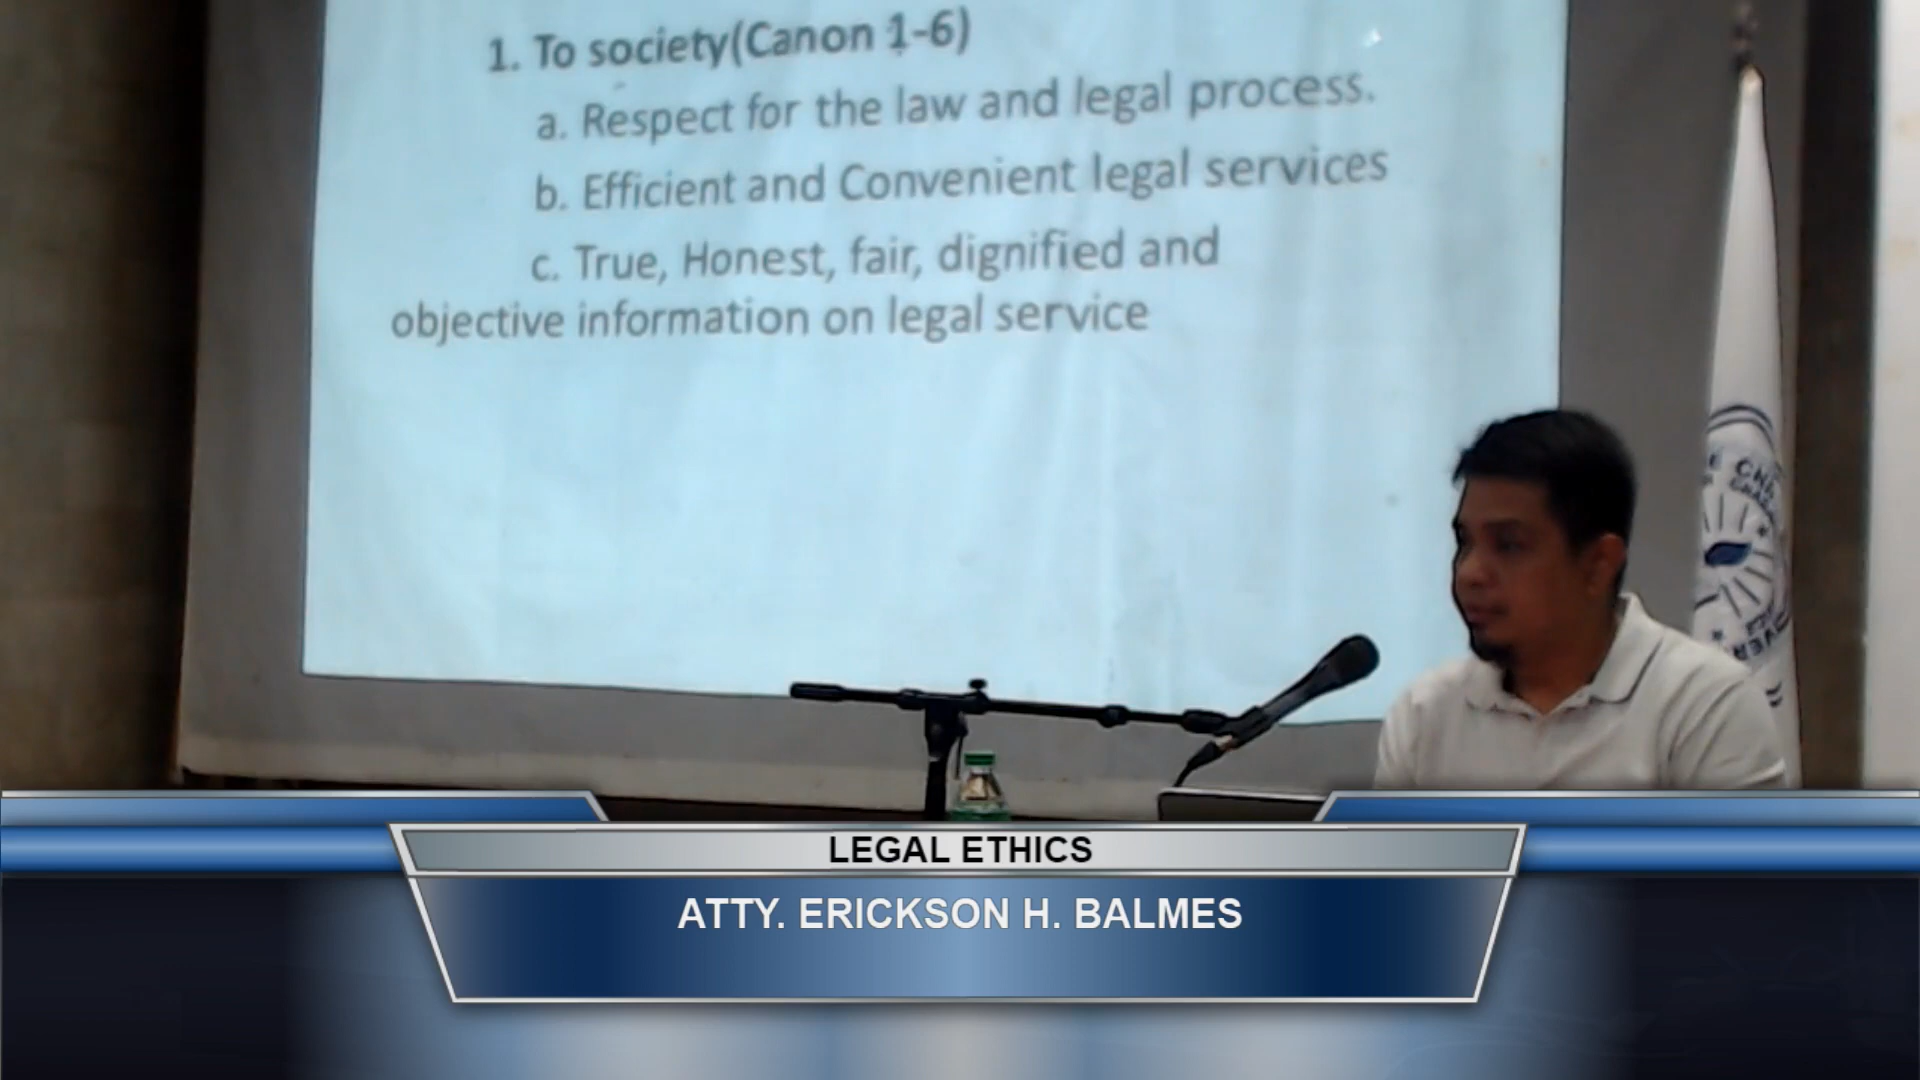 1. To society(Canon 1-6)
a. Respect for the law and legal process.
b. Efficient and Convenient legal services
c. True, Honest, fair, dignified and
objective information on legal service
LEGAL ETHICS
ATTY. ERICKSON H. BALMES